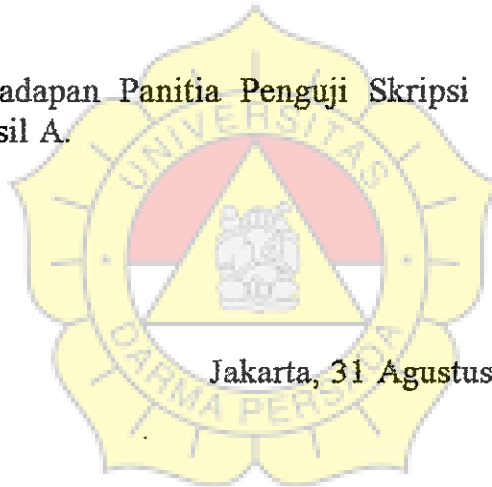 adapan Panitia Penguji Skripsi
sil A.
UNIVERSITAS
Jakarta, 31 Agustus
DARMA PERSADA